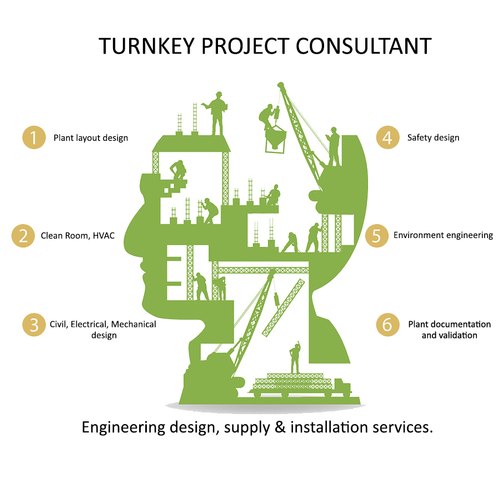 TURNKEY PROJECT CONSULTANT
1 Plant layout design
2 Clean Room, HVAC
3 Civil, Electrical, Mechanical
design
4 Safety design
5 Environment engineering
6 Plant documentation
and validation
Engineering design, supply & installation services.